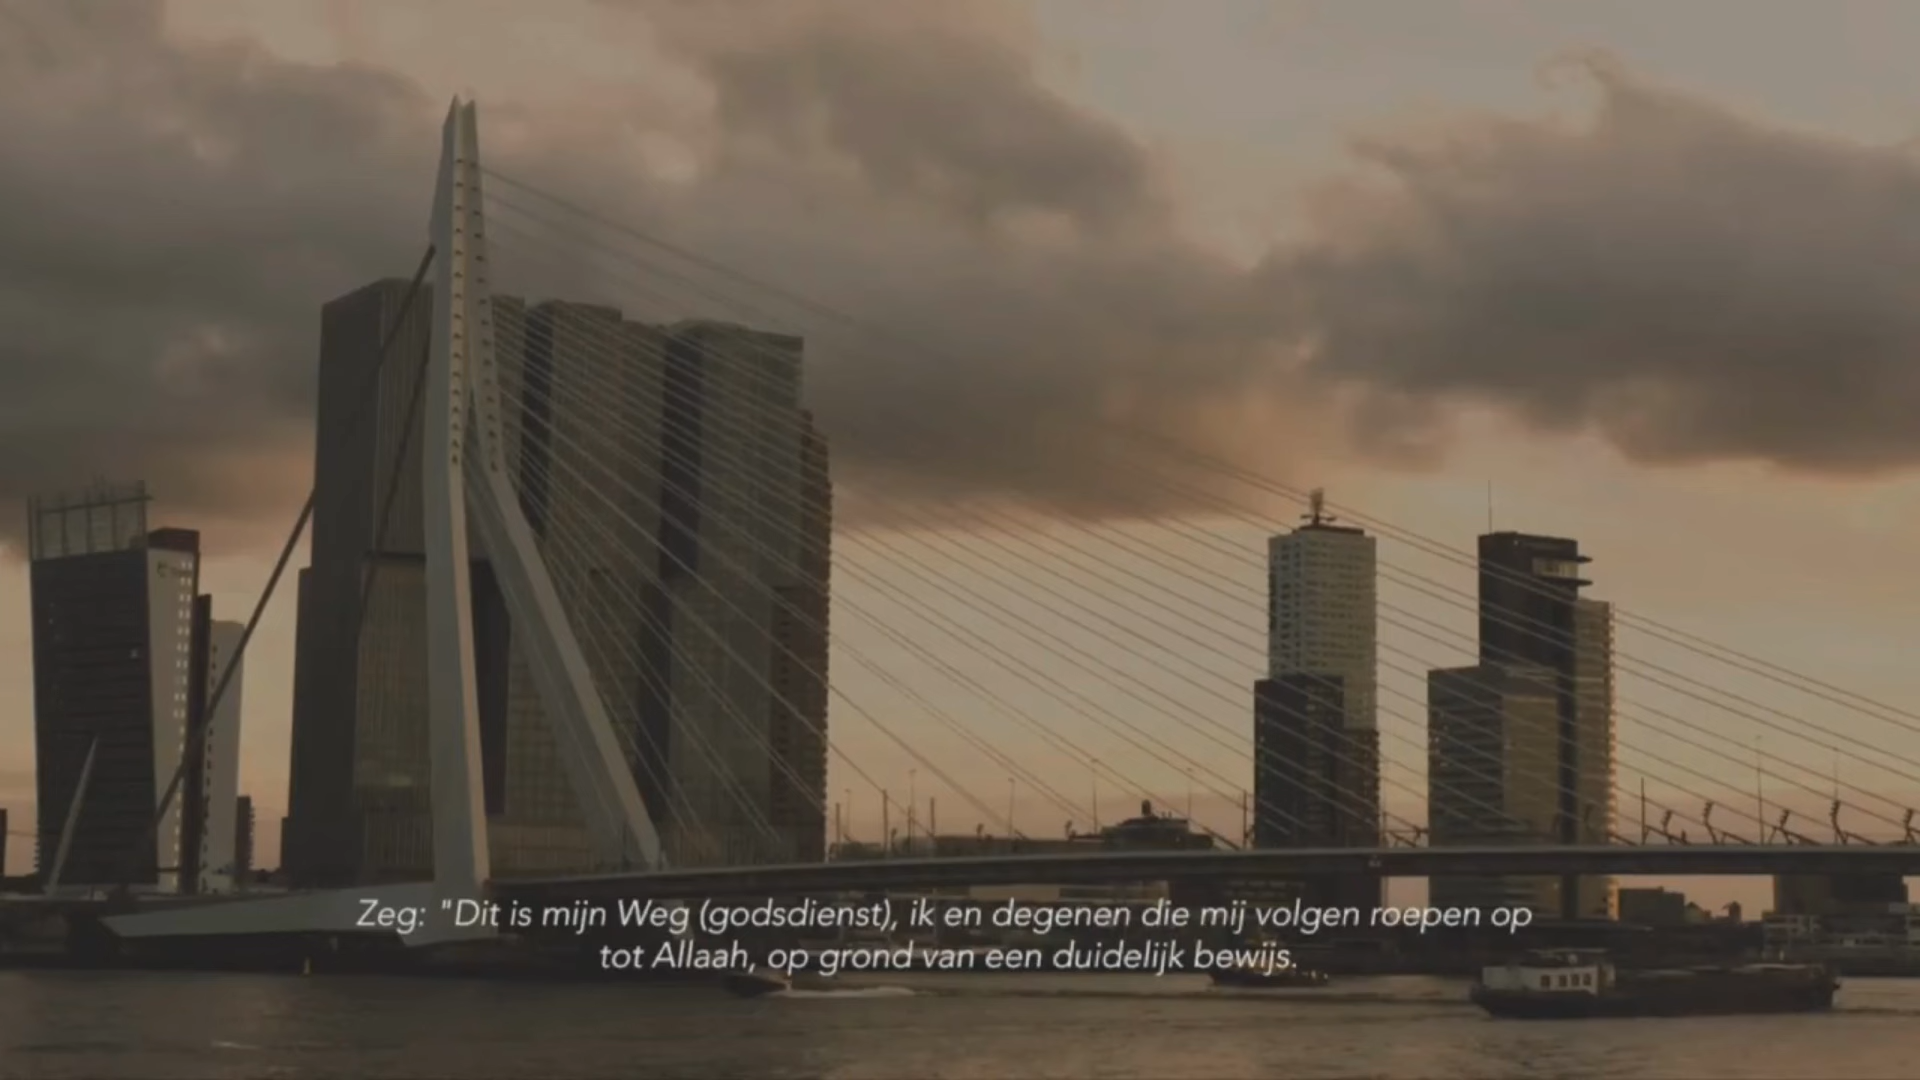 Zeg: "Dit is mijn Weg (godsdienst), ik en degenen die mij volgen roepen op
tot Allaah, op grond van een duidelijk bewijs.